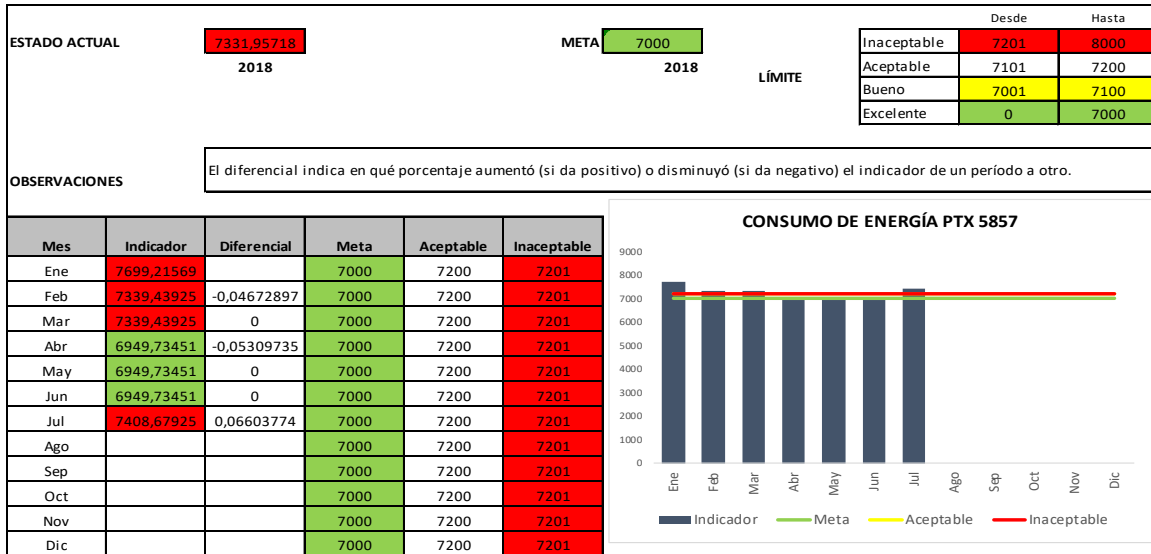 Desde Hasta
ESTADO ACTUAL 7331,95718 META 7000 Inaceptable 7201 8000
2018 2018 LÍMITE Aceptable 7101 7200
Bueno 7001 7100
Excelente 0 7000
OBSERVACIONES El diferencial indica en qué porcentaje aumentó (si da positivo) o disminuyó (si da negativo) el indicador de un período a otro.
Mes Indicador Diferencial Meta Aceptable Inaceptable
Ene 7699,21569 7000 7200 7201
Feb 7339,43925 -0,04672897 7000 7200 7201
Mar 7339,43925 0 7000 7200 7201
Abr 6949,73451 -0,05309735 7000 7200 7201
May 6949,73451 0 7000 7200 7201
Jun 6949,73451 0 7000 7200 7201
Jul 7408,67925 0,06603774 7000 7200 7201
Ago 7000 7200 7201
Sep 7000 7200 7201
Oct 7000 7200 7201
Nov 7000 7200 7201
Dic 7000 7200 7201
CONSUMO DE ENERGÍA PTX 5857
9000
8000
7000
6000
5000
4000
3000
2000
1000
0
Ene Feb Mar Abr May Jun Jul Ago Sep Oct Nov Dic
Indicador Meta Aceptable Inaceptable